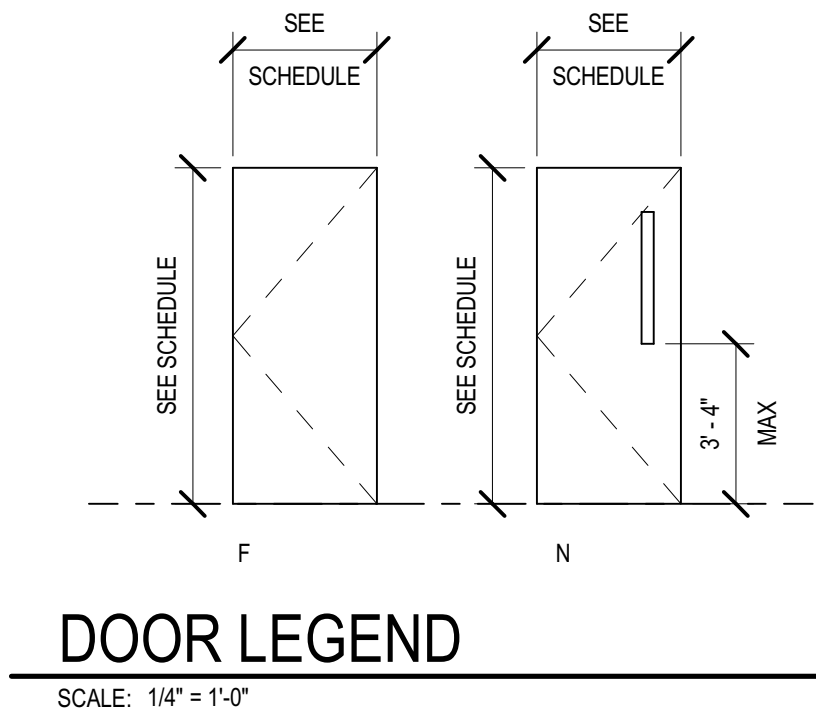 SEE
SCHEDULE
SEE
SCHEDULE
SEE SCHEDULE
SEE SCHEDULE
3' - 4"
MAX
F
N
DOOR LEGEND
SCALE: 1/4" = 1'-0"